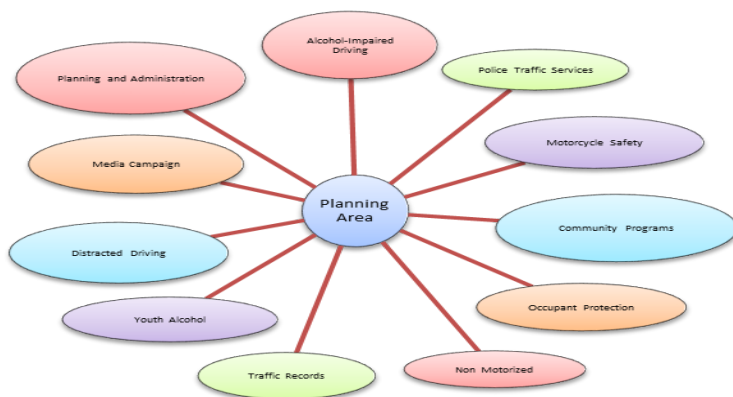 Alcohol-Impaired
Driving
Planning and Administration
Police Traffic Services
Media Campaign
Motorcycle Safety
Planning
Area
Community Programs
Distracted Driving
Occupant Protection
Youth Alcohol
Traffic Records
Non Motorized